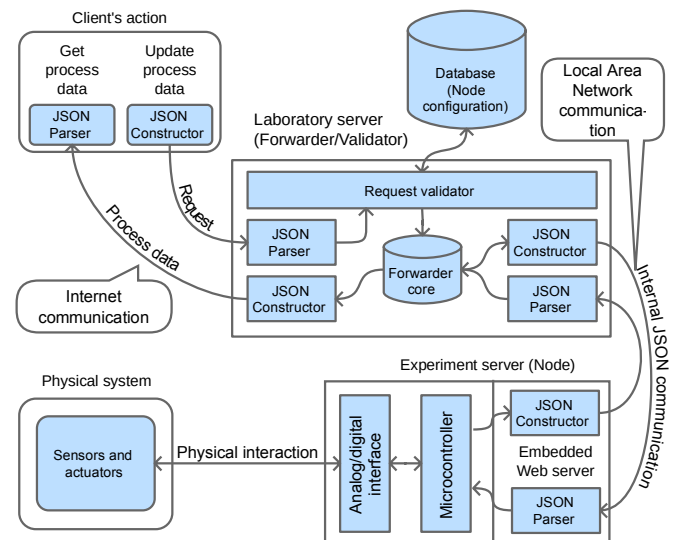 Client's action
Get
process
data
Update
process
data
JSON
Parser
JSON
Constructor
Database
(Node
configuration)
Local Area
Network
communica-
tion
Laboratory server
(Forwarder/Validator)
Request validator
Request
Process data
JSON
Parser
JSON
Constructor
Forwarder
core
JSON
Constructor
JSON
Parser
Internet
communication
Internal JSON communication
Physical system
Sensors and
actuators
Physical interaction
Experiment server (Node)
Analog/digital
interface
Microcontroller
JSON
Constructor
Embedded
Web server
JSON
Parser